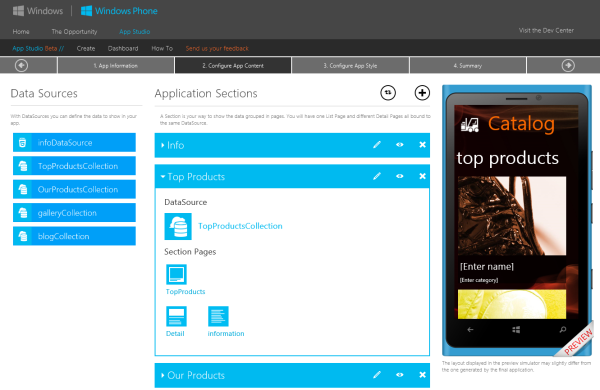 Windows | Windows Phone
Home The Opportunity App Studio Visit the Dev Center
App Studio Beta // Create Dashboard How To Send us your feedback
1. App Information 2. Configure App Content 3. Configure App Style 4. Summary
Data Sources
With DataSources you can define the data to show in your
app.
infoDataSource
TopProductsCollection
OurProductsCollection
galleryCollection
blogCollection
Application Sections
A Section is your way to show the data grouped in pages. You will have one List Page and different Detail Pages all bound to
the same DataSource.
Info
Top Products
DataSource
TopProductsCollection
Section Pages
TopProducts
Detail information
Our Products
Catalog
top products
[Enter name]
[Enter category]
PREVIEW
The layout displayed in the preview simulator may slightly differ from
the one generated by the final application.